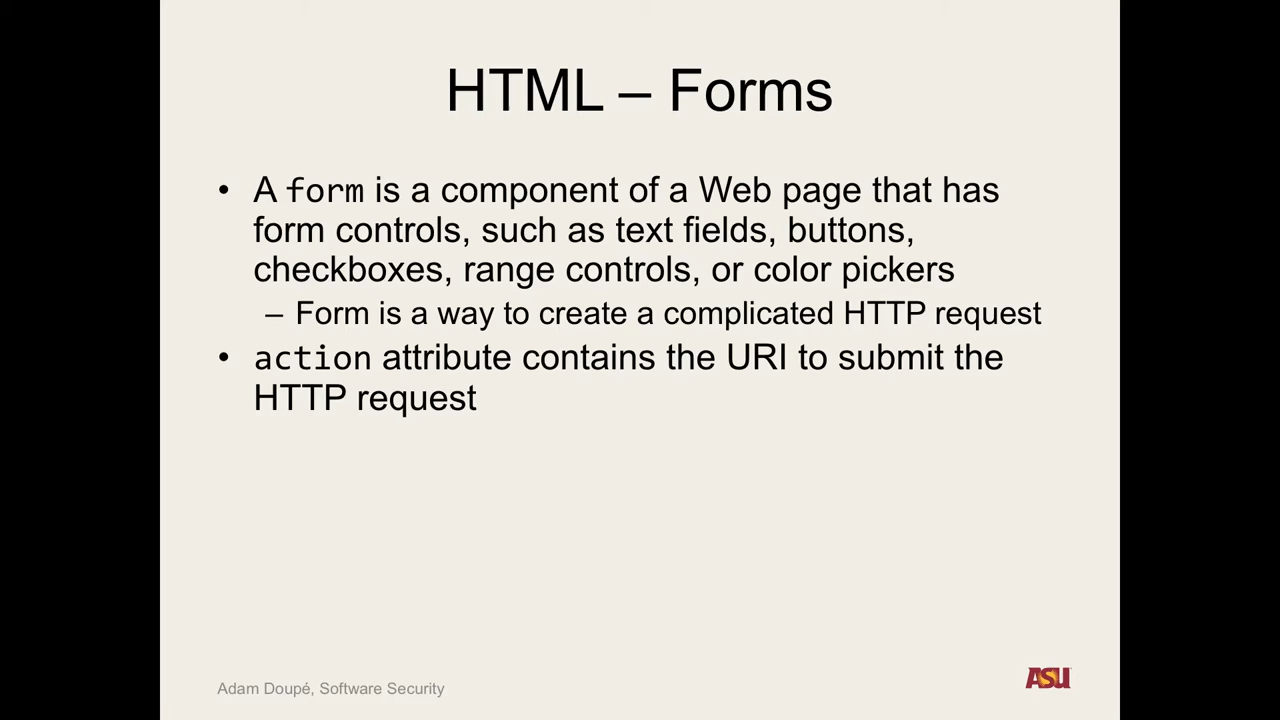 HTML – Forms
• A form is a component of a Web page that has
form controls, such as text fields, buttons,
checkboxes, range controls, or color pickers
– Form is a way to create a complicated HTTP request
• action attribute contains the URI to submit the
HTTP request
Adam Doupé, Software Security
ASU